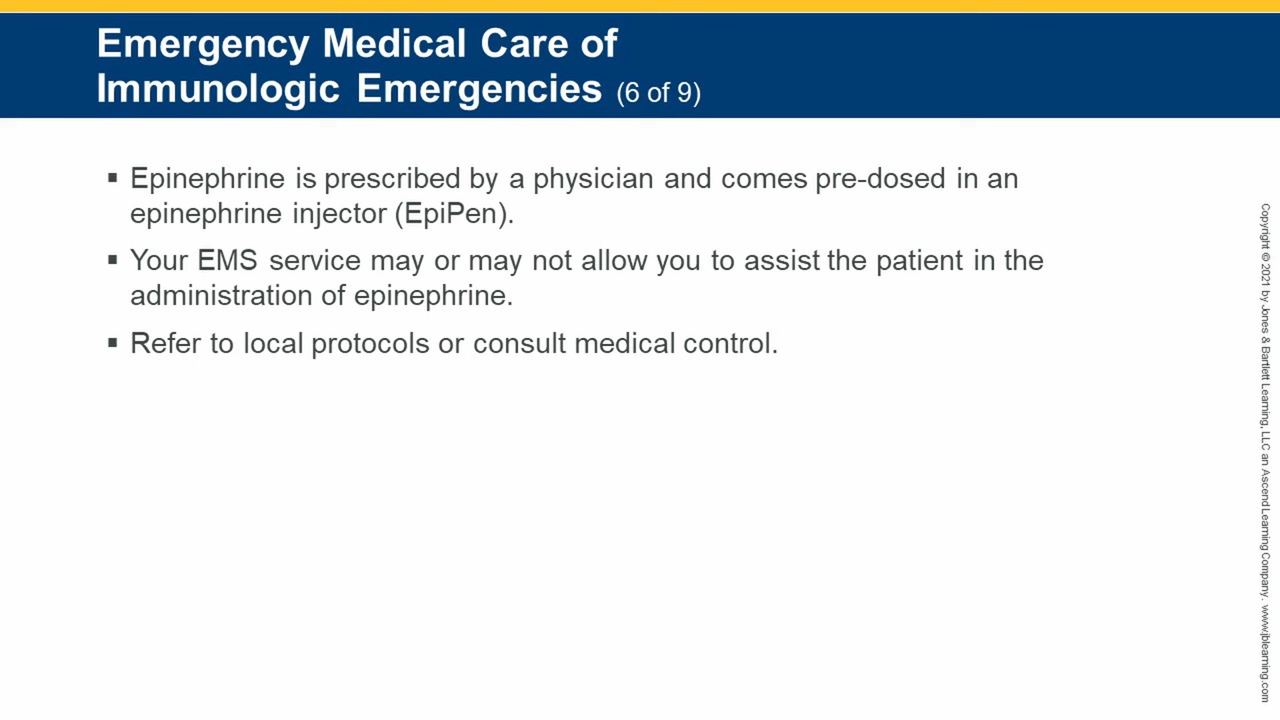 Emergency Medical Care of
Immunologic Emergencies (6 of 9)
▪ Epinephrine is prescribed by a physician and comes pre-dosed in an
epinephrine injector (EpiPen).
▪ Your EMS service may or may not allow you to assist the patient in the
administration of epinephrine.
▪ Refer to local protocols or consult medical control.
Copyright © 2021 by Jones & Bartlett Learning, LLC an Ascend Learning Company. www.jblearning.com